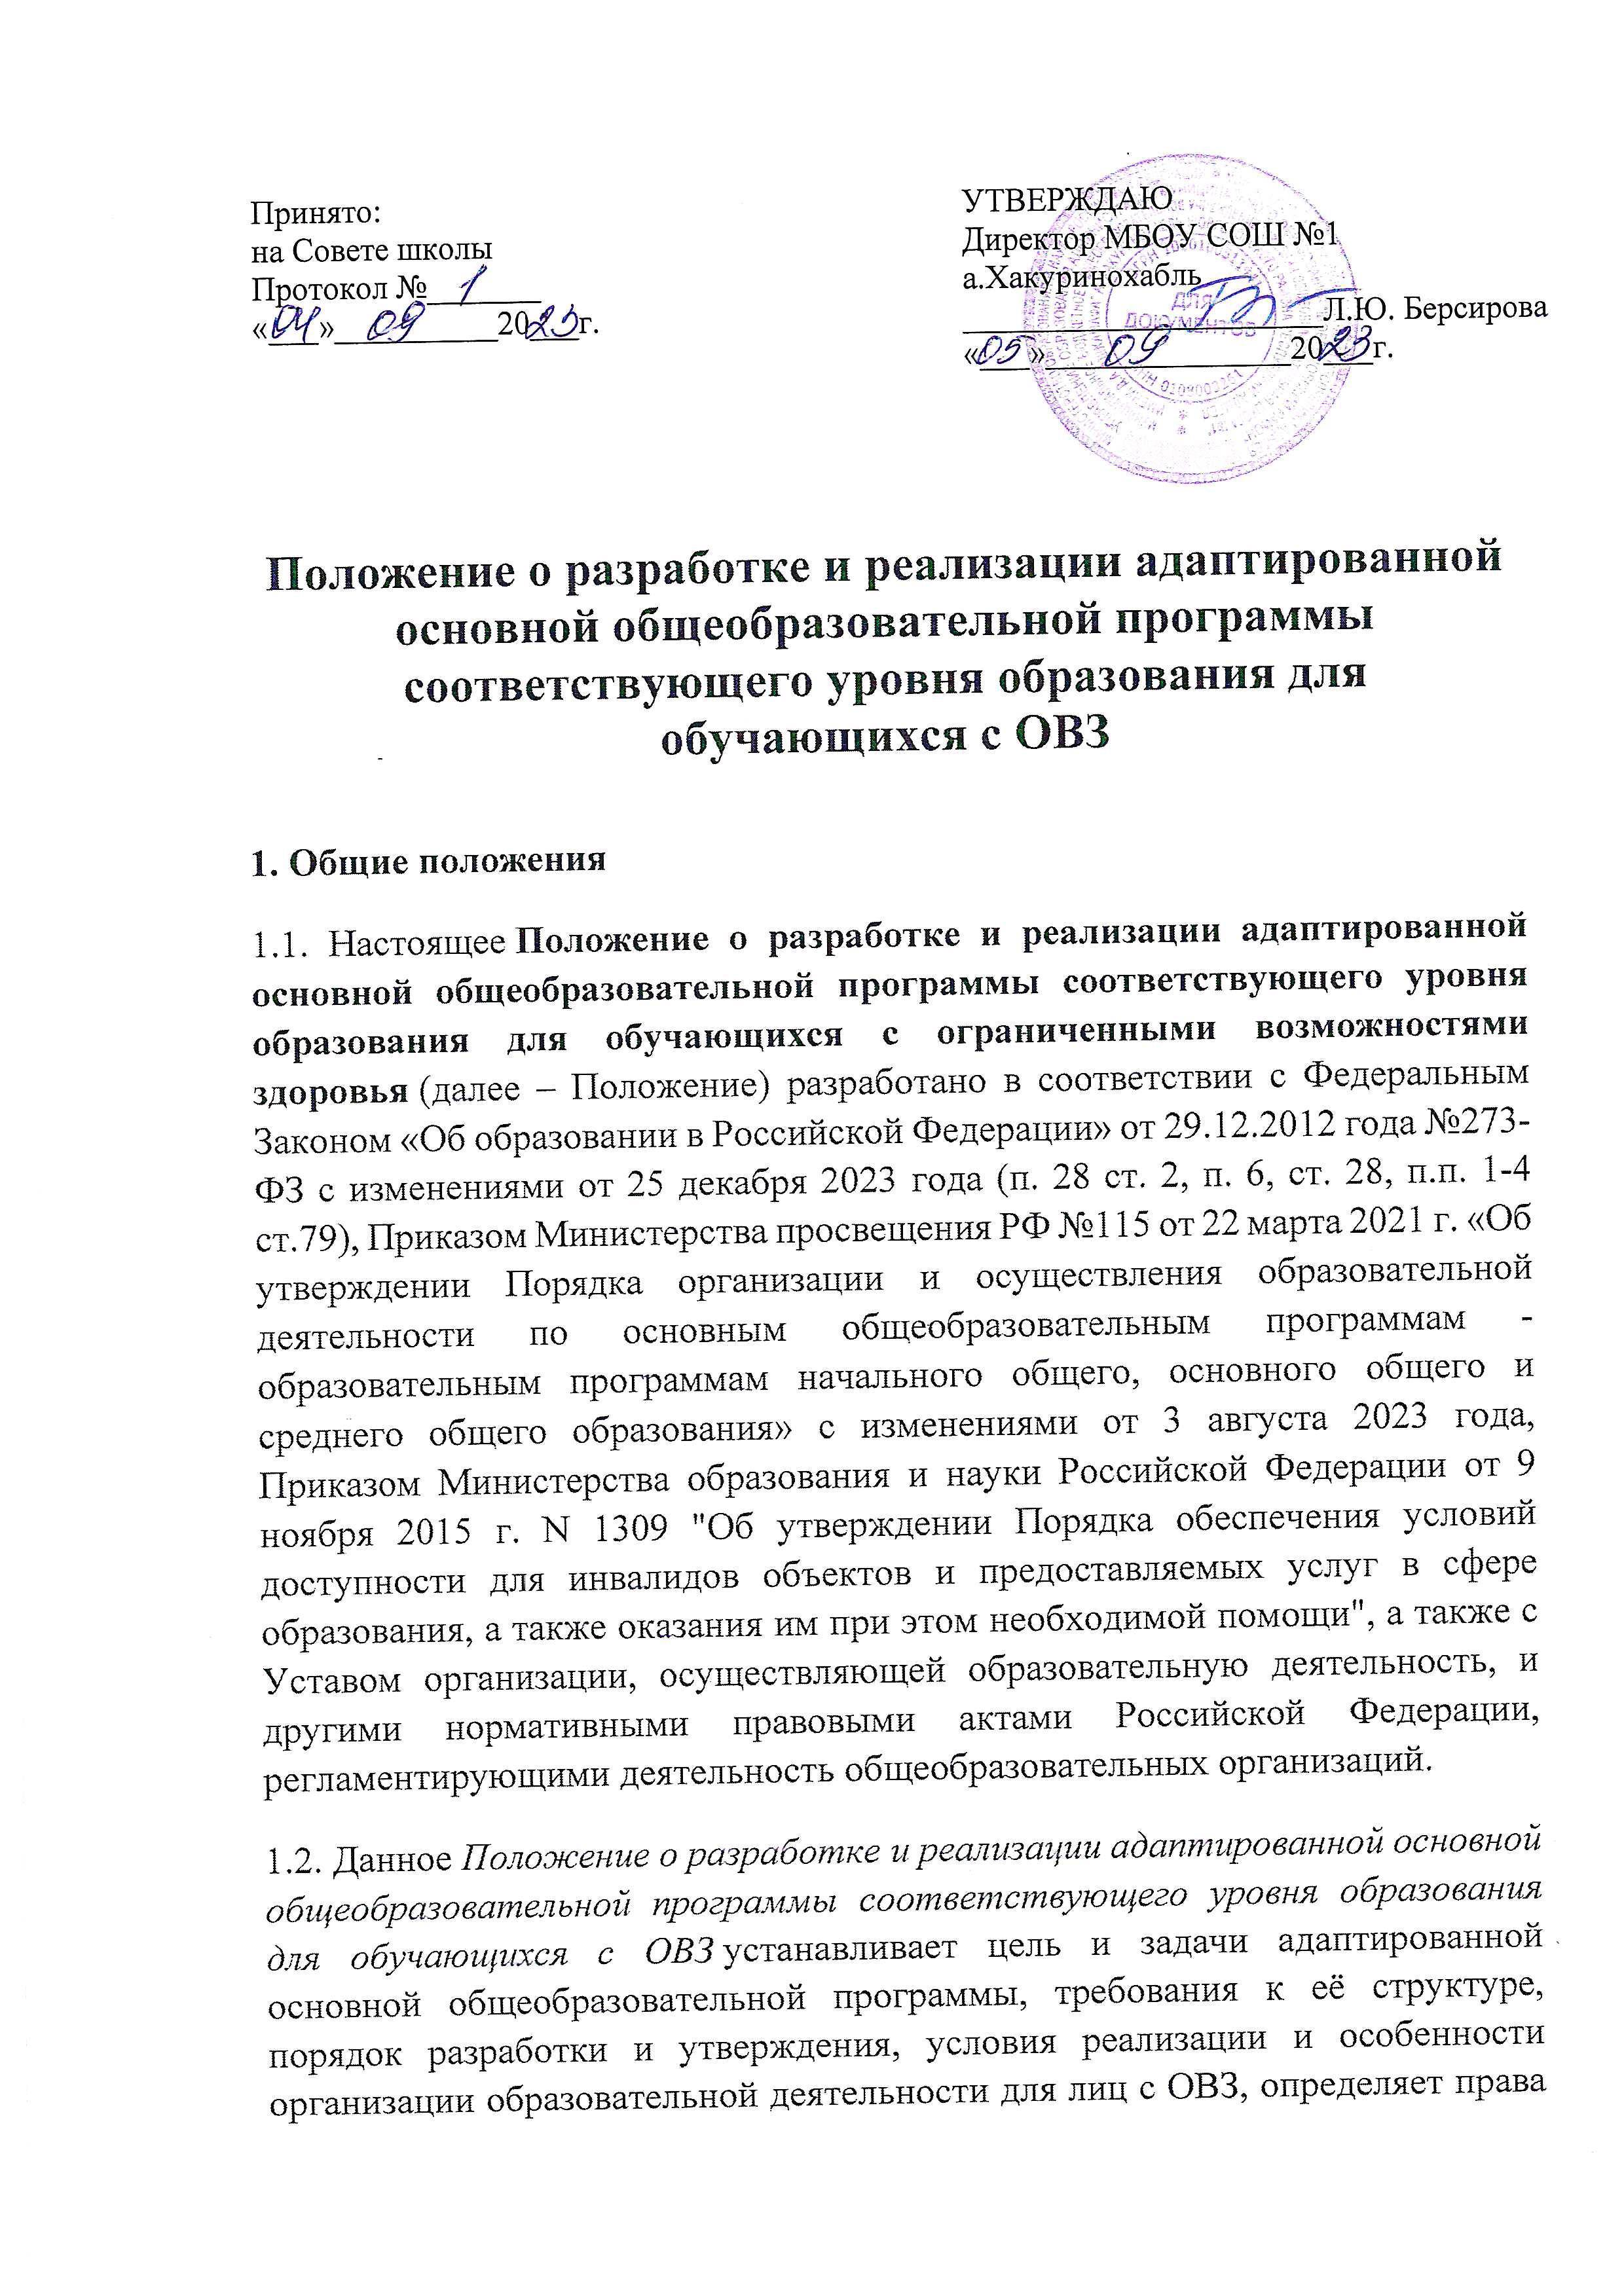 Принято:
на Совете школы
Протокол № 1
«04» 09 2023г.
УТВЕРЖДАЮ
Директор МБОУ СОШ №1
а.Хакуринохабль
Л.Ю. Берсирова
«05» 09 2023г.
ДЛЯ
ДОКУМЕНТОВ
Положение о разработке и реализации адаптированной
основной общеобразовательной программы
соответствующего уровня образования для
обучающихся с ОВЗ
1. Общие положения
1.1. Настоящее Положение о разработке и реализации адаптированной
основной общеобразовательной программы соответствующего уровня
образования для обучающихся с ограниченными возможностями
здоровья (далее – Положение) разработано в соответствии с Федеральным
Законом «Об образовании в Российской Федерации» от 29.12.2012 года №273-
ФЗ с изменениями от 25 декабря 2023 года (п. 28 ст. 2, п. 6, ст. 28, п.п. 1-4
ст.79), Приказом Министерства просвещения РФ №115 от 22 марта 2021 г. «Об
утверждении Порядка организации и осуществления образовательной
деятельности по основным общеобразовательным программам -
образовательным программам начального общего, основного общего и
среднего общего образования» с изменениями от 3 августа 2023 года,
Приказом Министерства образования и науки Российской Федерации от 9
ноября 2015 г. N 1309 "Об утверждении Порядка обеспечения условий
доступности для инвалидов объектов и предоставляемых услуг в сфере
образования, а также оказания им при этом необходимой помощи", а также с
Уставом организации, осуществляющей образовательную деятельность, и
другими нормативными правовыми актами Российской Федерации,
регламентирующими деятельность общеобразовательных организаций.
1.2. Данное Положение о разработке и реализации адаптированной основной
общеобразовательной программы соответствующего уровня образования
для обучающихся с ОВЗ устанавливает цель и задачи адаптированной
основной общеобразовательной программы, требования к её структуре,
порядок разработки и утверждения, условия реализации и особенности
организации образовательной деятельности для лиц с ОВЗ, определяет права